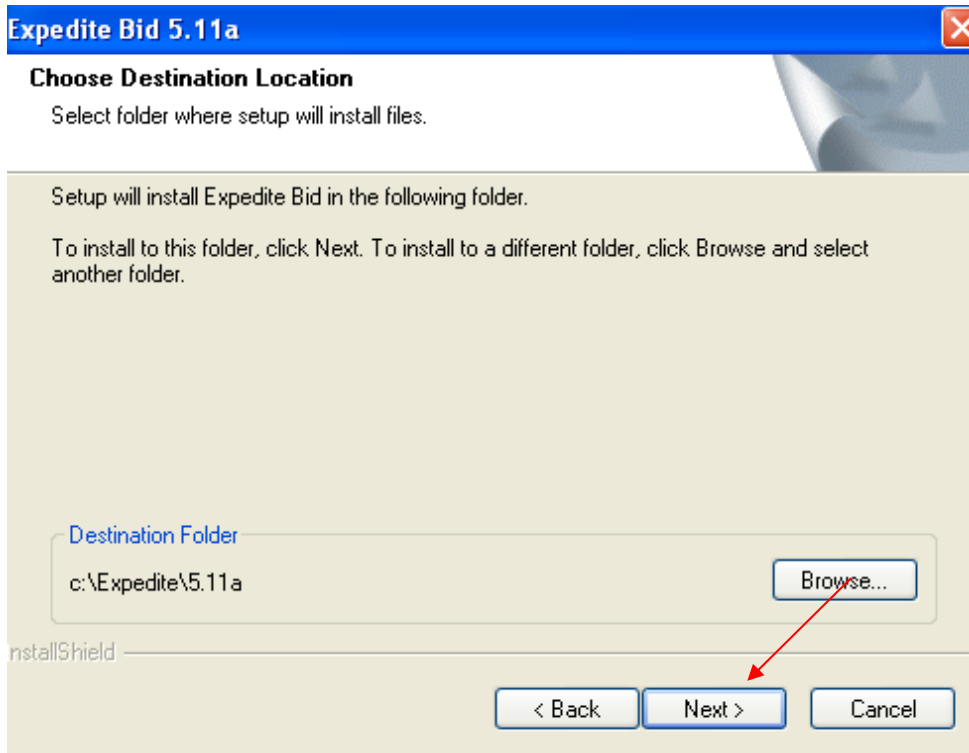 Expedite Bid 5.11a
Choose Destination Location
Select folder where setup will install files.
Setup will install Expedite Bid in the following folder.
To install to this folder, click Next. To install to a different folder, click Browse and select
another folder.
Destination Folder
c:\Expedite\5.11a
Browse...
nstallShield
< Back
Next >
Cancel